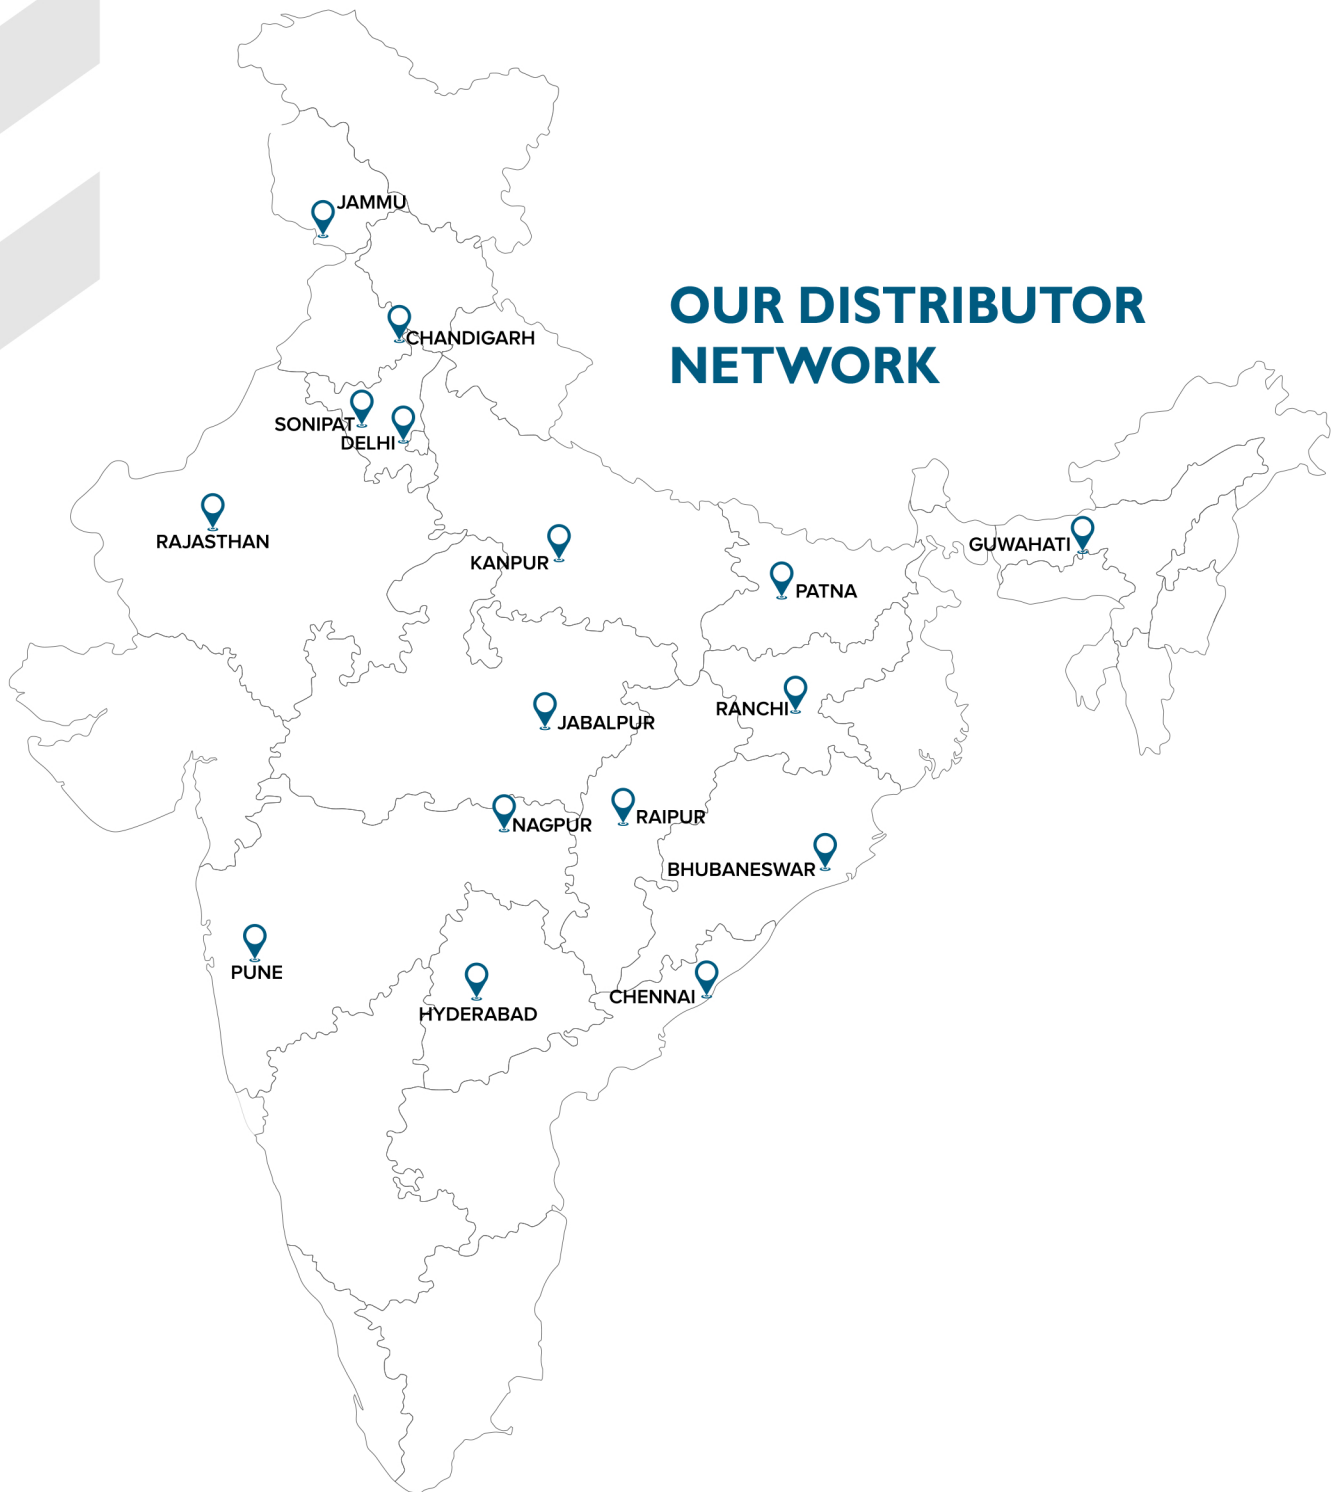 JAMMU
OUR DISTRIBUTOR
NETWORK
CHANDIGARH
SONIPAT
DELHI
RAJASTHAN
KANPUR
GUWAHATI
PATNA
RANCHI
JABALPUR
NAGPUR
RAIPUR
BHUBANESWAR
PUNE
HYDERABAD
CHENNAI